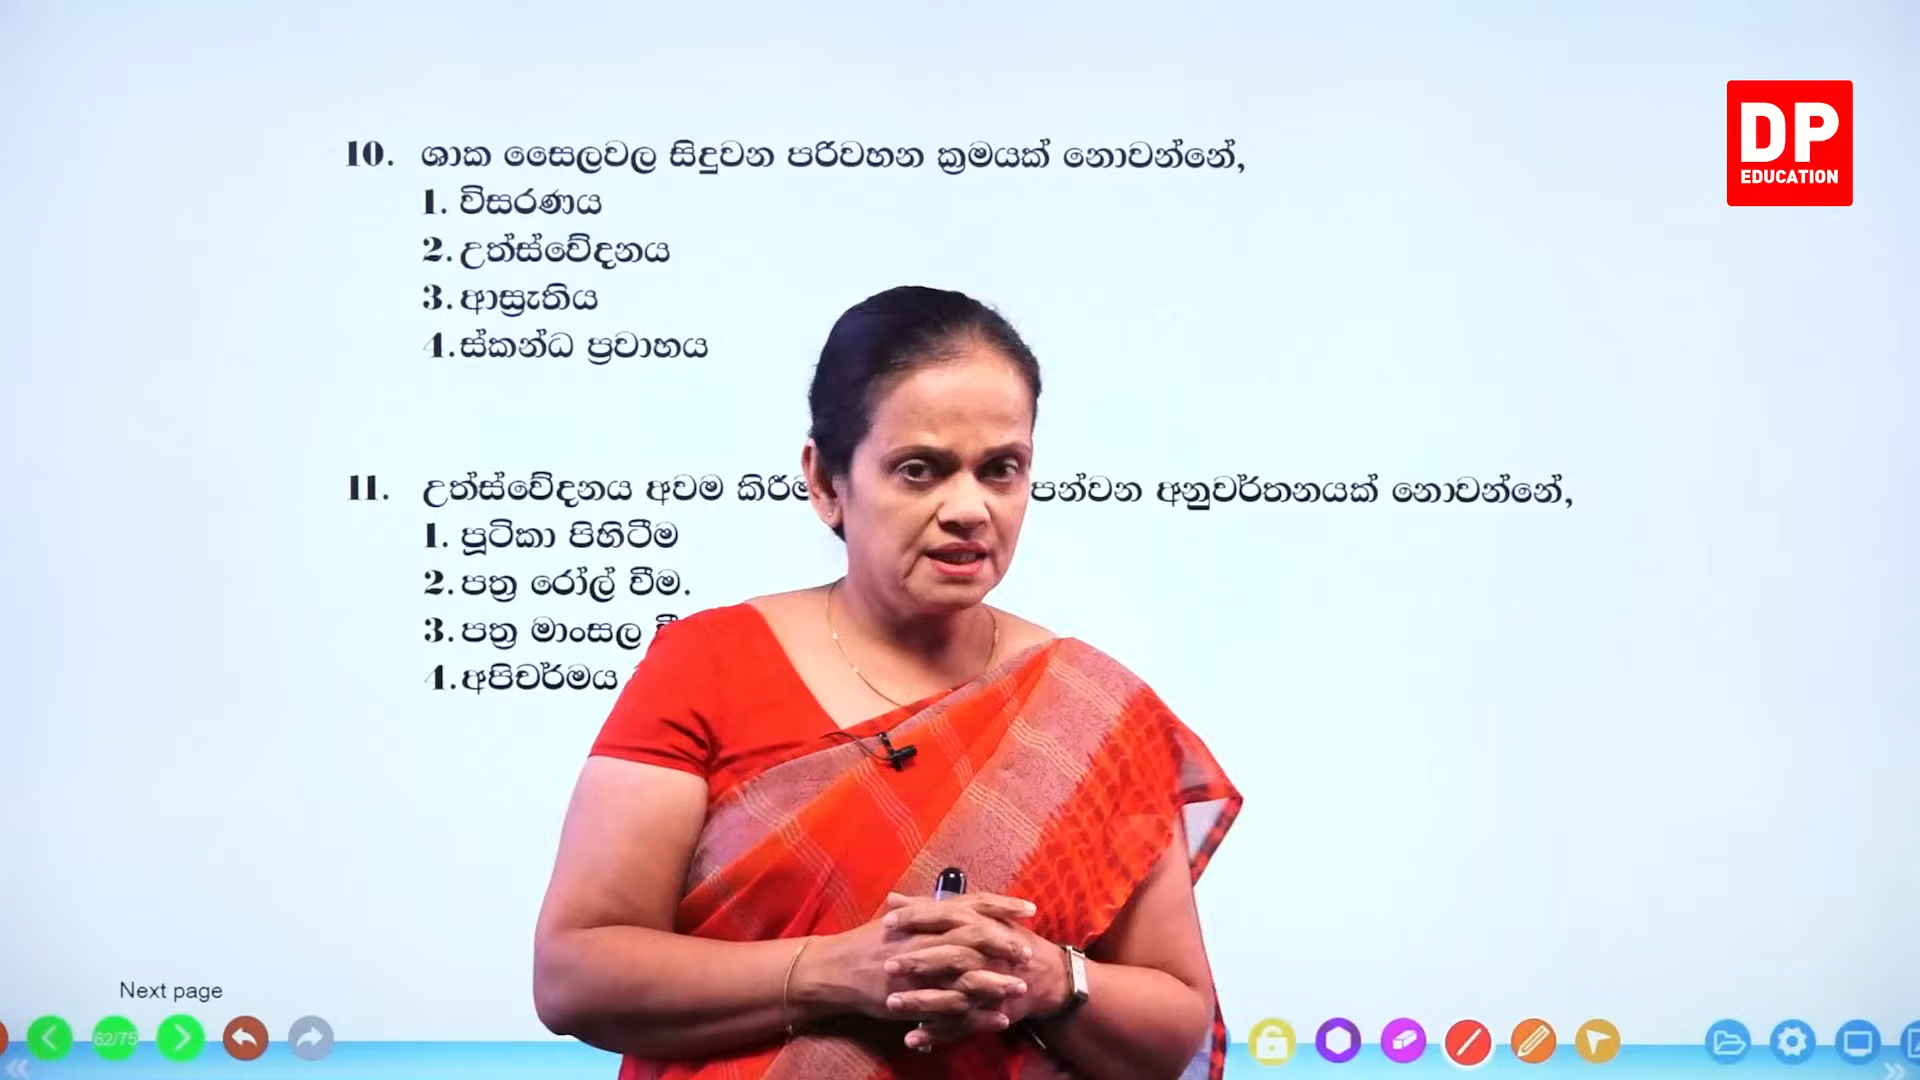 DP
EDUCATION
10. ශාක සෛලවල සිදුවන පරිවහන ක්‍රමයක් නොවන්නේ,
1. විසරණය
2. උත්ස්වේදනය
3. ආස්‍රැතිය
4. ස්කන්ධ ප්‍රවාහය
11. උත්ස්වේදනය අවම කිරීම අනුවර්තනයක් නොවන්නේ,
1. පූටිකා පිහිටීම
2. පත්‍ර රෝල් වීම.
3. පත්‍ර මාංසල
4. අපිචර්මය
Next page
62/75